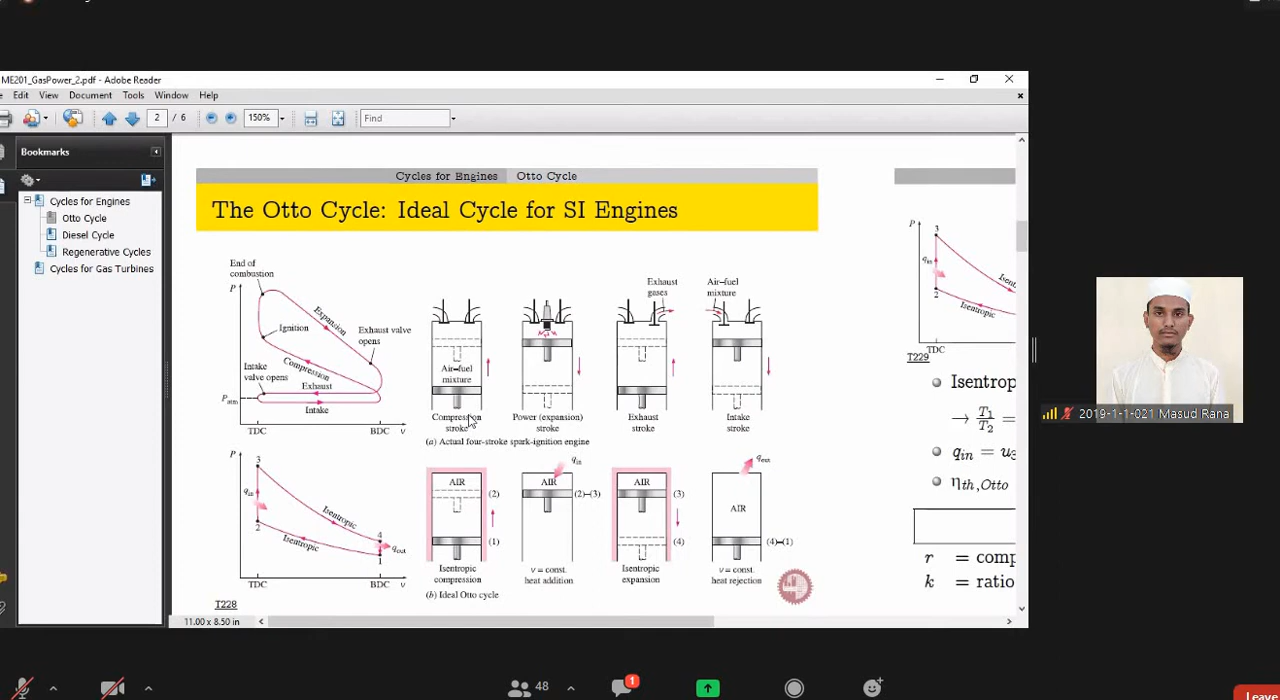 ME201_GasPower_2.pdf - Adobe Reader
Edit View Document Tools Window Help
2 / 6 150% Find
Bookmarks
Cycles for Engines
Otto Cycle
Diesel Cycle
Regenerative Cycles
Cycles for Gas Turbines
Cycles for Engines Otto Cycle
The Otto Cycle: Ideal Cycle for SI Engines
End of
combustion
P
Ignition
Expansion
Exhaust valve
opens
Compression
Intake
valve opens
Exhaust
Patm
Intake
TDC BDC v
Exhaust
gases
Air–fuel
mixture
Air–fuel
mixture
Compression
stroke
Power (expansion)
stroke
Exhaust
stroke
Intake
stroke
(a) Actual four-stroke spark-ignition engine
P
3
qin
2
Isentropic
Isentropic
4
qout
1
TDC BDC v
AIR
(2)
(1)
Isentropic
compression
qin
AIR
(2)–(3)
v = const.
heat addition
AIR
(3)
(4)
Isentropic
expansion
qout
AIR
(4)–(1)
v = const.
heat rejection
(b) Ideal Otto cycle
T228
11.00 x 8.50 in
P
3
qin
2
Isentropic
TDC
T229
Isentrop
→ T1/T2 =
qin = u3
ηth,Otto
r = comp
k = ratio
2019-1-1-021 Masud Rana
48
1
Leave